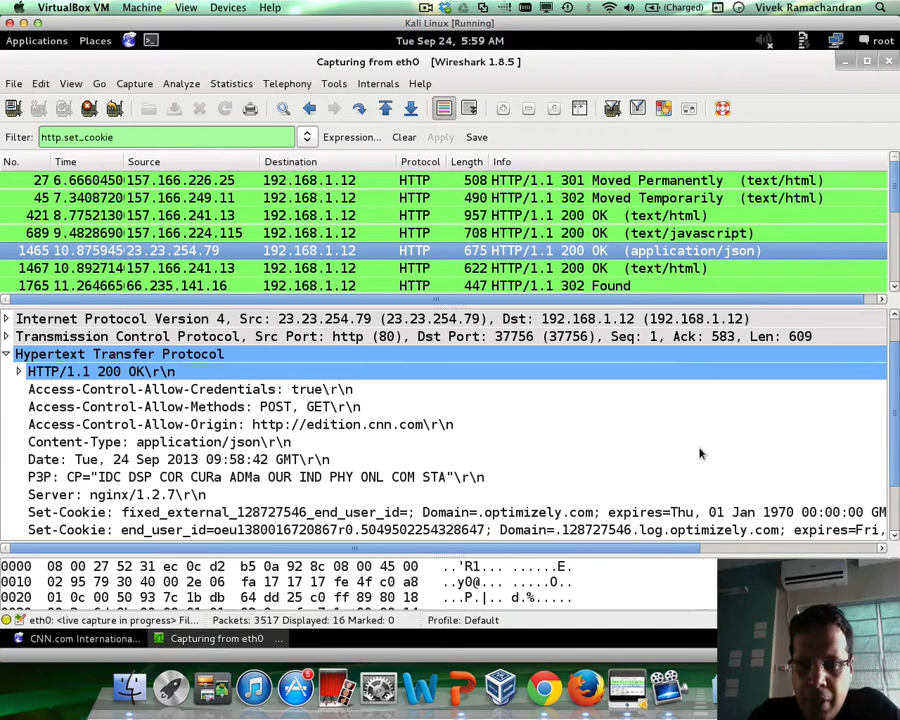 VirtualBox VM Machine View Devices Help (Charged) Vivek Ramachandran
Kali Linux [Running]
Applications Places Tue Sep 24, 5:59 AM root
Capturing from eth0 [Wireshark 1.8.5 ]
File Edit View Go Capture Analyze Statistics Telephony Tools Internals Help
Filter: http.set_cookie Expression... Clear Apply Save
No. Time Source Destination Protocol Length Info
27 6.6660450 157.166.226.25 192.168.1.12 HTTP 508 HTTP/1.1 301 Moved Permanently (text/html)
45 7.3408720 157.166.249.11 192.168.1.12 HTTP 490 HTTP/1.1 302 Moved Temporarily (text/html)
421 8.7752130 157.166.241.13 192.168.1.12 HTTP 957 HTTP/1.1 200 OK (text/html)
689 9.4828690 157.166.224.115 192.168.1.12 HTTP 708 HTTP/1.1 200 OK (text/javascript)
1465 10.875945 23.23.254.79 192.168.1.12 HTTP 675 HTTP/1.1 200 OK (application/json)
1467 10.892714 157.166.241.13 192.168.1.12 HTTP 622 HTTP/1.1 200 OK (text/html)
1765 11.264665 66.235.141.16 192.168.1.12 HTTP 447 HTTP/1.1 302 Found
Internet Protocol Version 4, Src: 23.23.254.79 (23.23.254.79), Dst: 192.168.1.12 (192.168.1.12)
Transmission Control Protocol, Src Port: http (80), Dst Port: 37756 (37756), Seq: 1, Ack: 583, Len: 609
Hypertext Transfer Protocol
HTTP/1.1 200 OK\r\n
Access-Control-Allow-Credentials: true\r\n
Access-Control-Allow-Methods: POST, GET\r\n
Access-Control-Allow-Origin: http://edition.cnn.com\r\n
Content-Type: application/json\r\n
Date: Tue, 24 Sep 2013 09:58:42 GMT\r\n
P3P: CP="IDC DSP COR CURa ADMa OUR IND PHY ONL COM STA"\r\n
Server: nginx/1.2.7\r\n
Set-Cookie: fixed_external_128727546_end_user_id=; Domain=.optimizely.com; expires=Thu, 01 Jan 1970 00:00:00 GM
Set-Cookie: end_user_id=oeu1380016720867r0.5049502254328647; Domain=.128727546.log.optimizely.com; expires=Fri,
0000 08 00 27 52 31 ec 0c d2 b5 0a 92 8c 08 00 45 00 ..'R1... ......E.
0010 02 95 79 30 40 00 2e 06 fa 17 17 17 fe 4f c0 a8 ..y0@... .....O..
0020 01 0c 00 50 93 7c 1b db 64 dd 25 c0 ff 89 80 18 ...P.|.. d.%.....
eth0: <live capture in progress> Fil... Packets: 3517 Displayed: 16 Marked: 0 Profile: Default
CNN.com Internationa... Capturing from eth0 ...